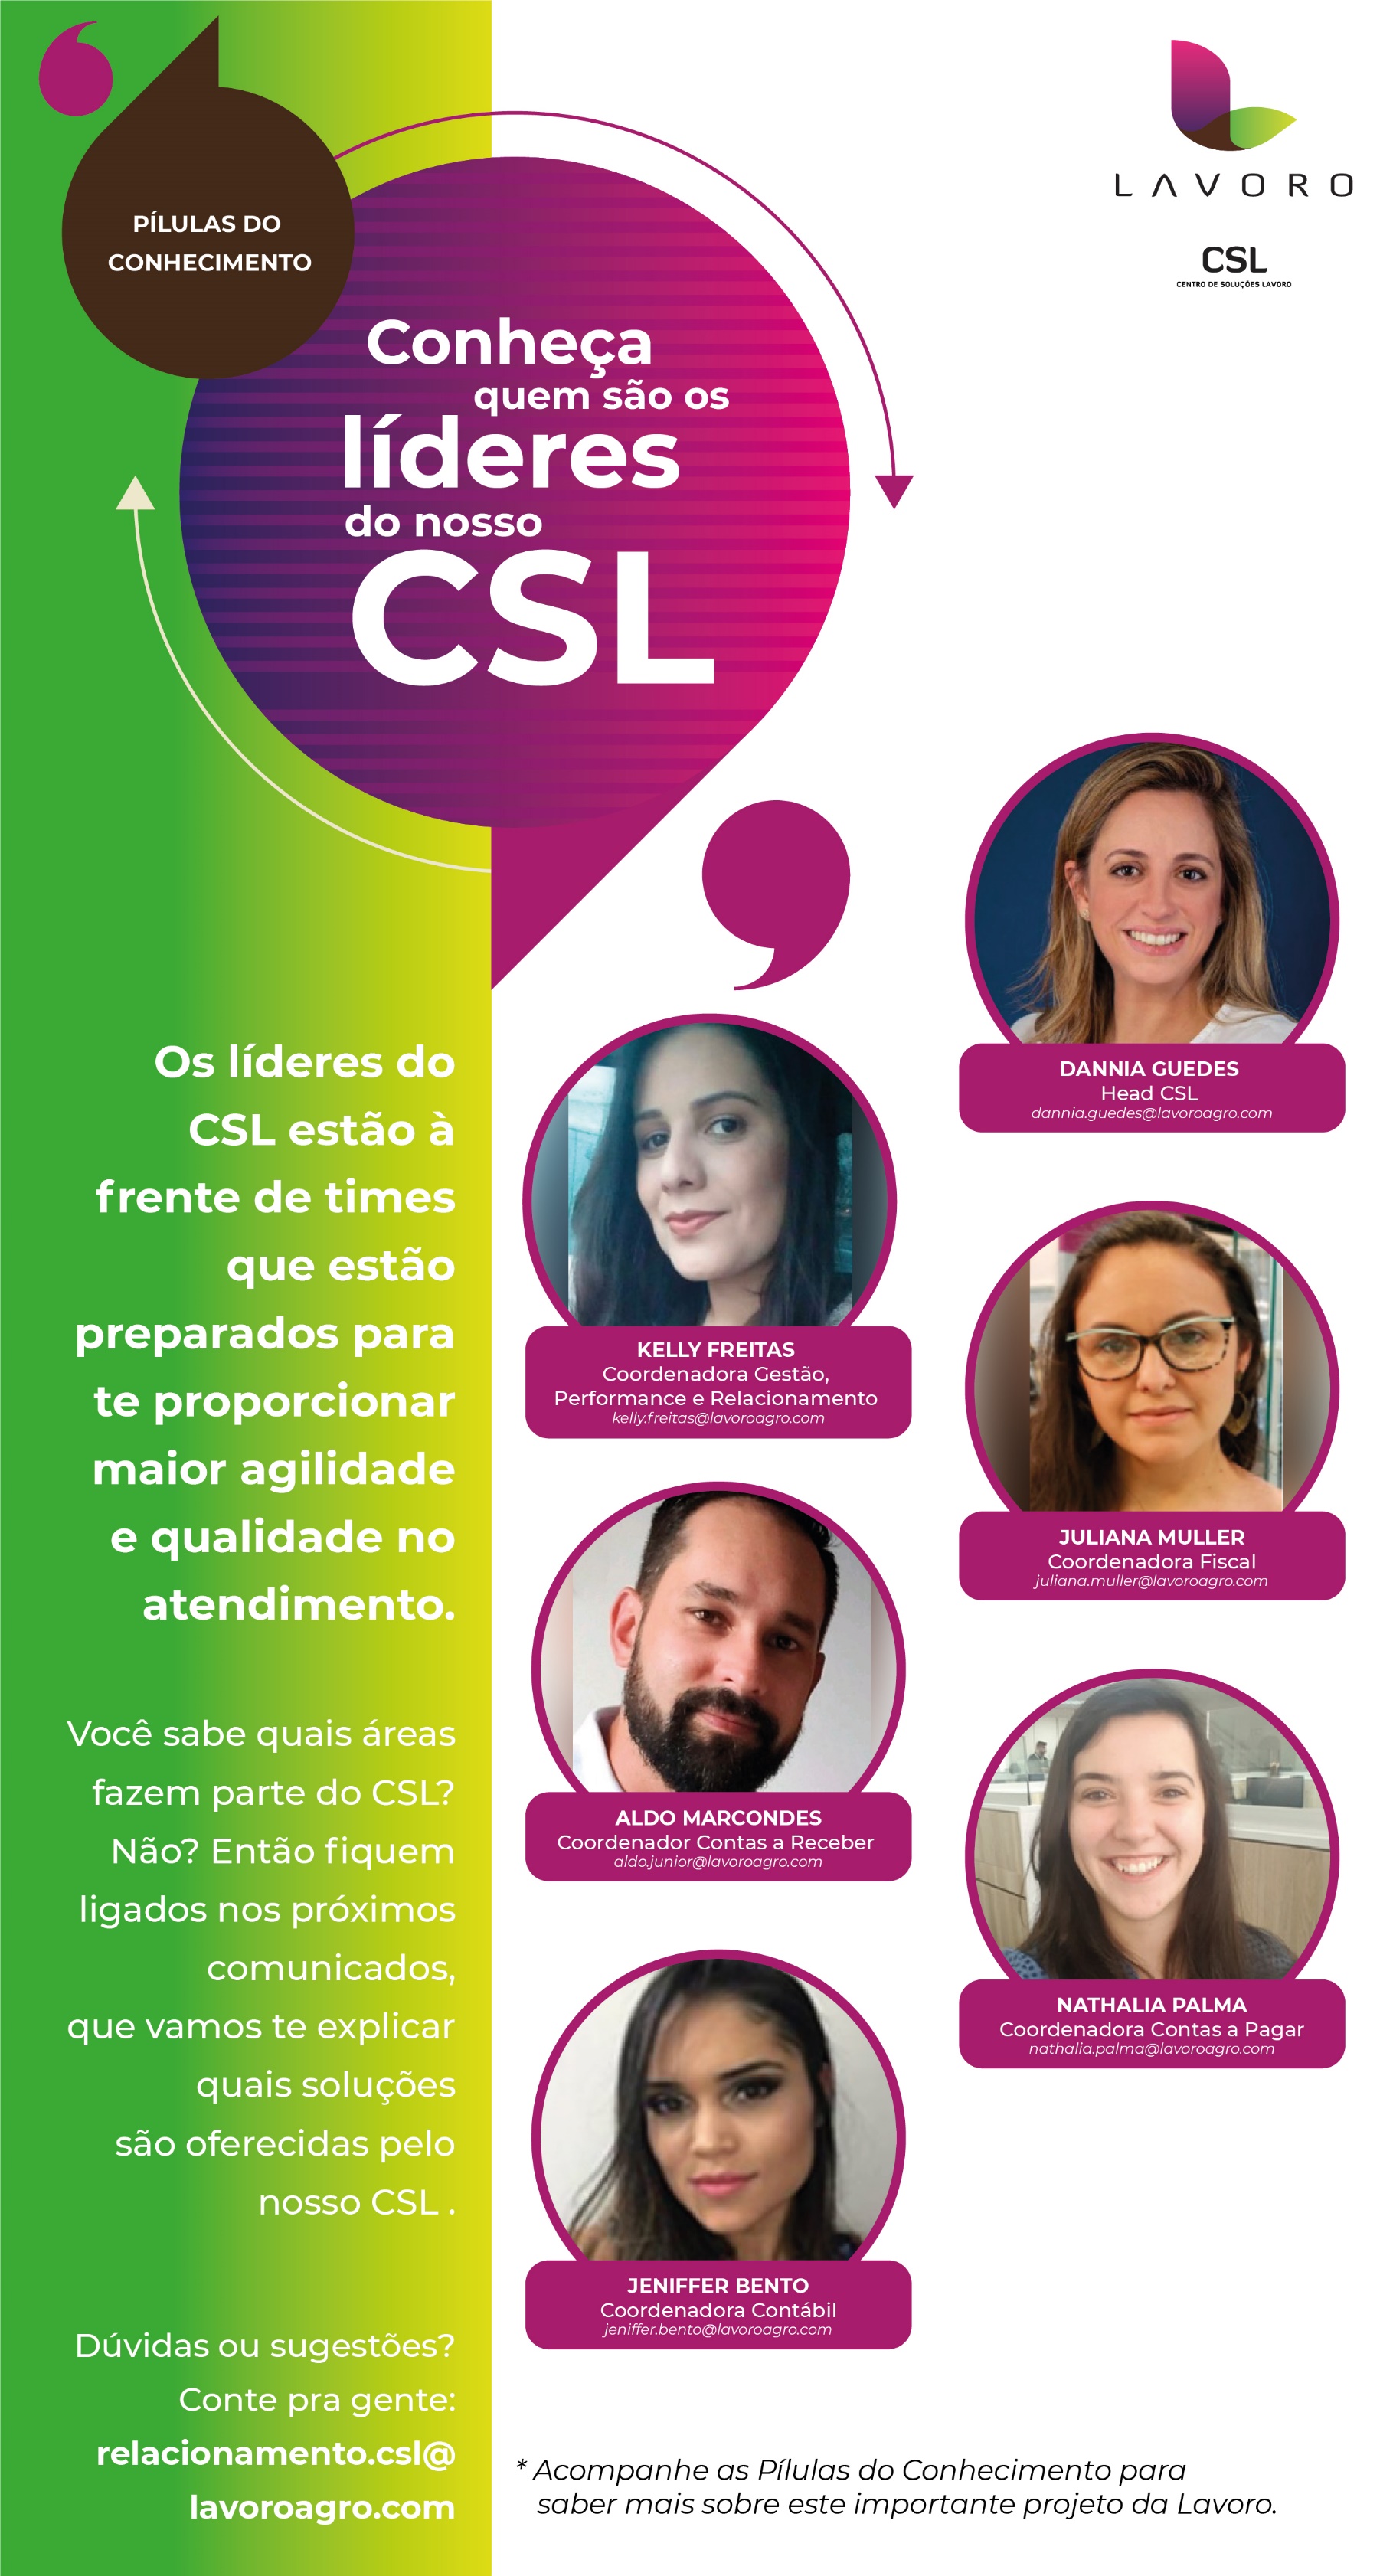 PÍLULAS DO
CONHECIMENTO
LAVORO
CSL
CENTRO DE SOLUÇÕES LAVORO
Conheça
quem são os
líderes
do nosso
CSL
Os líderes do
CSL estão à
frente de times
que estão
preparados para
te proporcionar
maior agilidade
e qualidade no
atendimento.
Você sabe quais áreas
fazem parte do CSL?
Não? Então fiquem
ligados nos próximos
comunicados,
que vamos te explicar
quais soluções
são oferecidas pelo
nosso CSL .
Dúvidas ou sugestões?
Conte pra gente:
relacionamento.csl@
lavoroagro.com
DANNIA GUEDES
Head CSL
dannia.guedes@lavoroagro.com
KELLY FREITAS
Coordenadora Gestão,
Performance e Relacionamento
kelly.freitas@lavoroagro.com
JULIANA MULLER
Coordenadora Fiscal
juliana.muller@lavoroagro.com
ALDO MARCONDES
Coordenador Contas a Receber
aldo.junior@lavoroagro.com
NATHALIA PALMA
Coordenadora Contas a Pagar
nathalia.palma@lavoroagro.com
JENIFFER BENTO
Coordenadora Contábil
jeniffer.bento@lavoroagro.com
* Acompanhe as Pílulas do Conhecimento para
saber mais sobre este importante projeto da Lavoro.